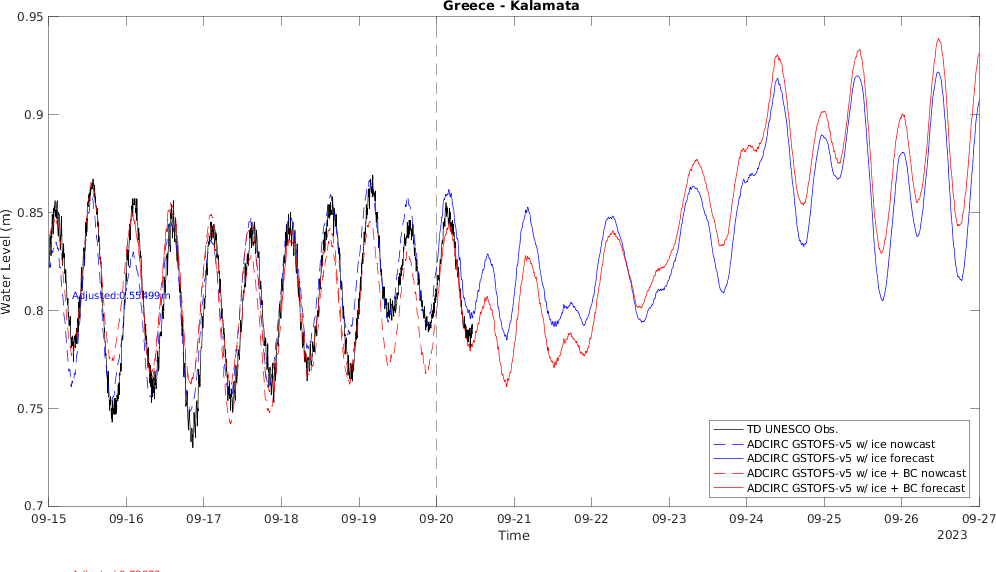 Greece - Kalamata
0.95
0.9
0.85
0.8
0.75
0.7
Water Level (m)
Adjusted:0.55499m
TD UNESCO Obs.
ADCIRC GSTOFS-v5 w/ ice nowcast
ADCIRC GSTOFS-v5 w/ ice forecast
ADCIRC GSTOFS-v5 w/ ice + BC nowcast
ADCIRC GSTOFS-v5 w/ ice + BC forecast
09-15 09-16 09-17 09-18 09-19 09-20 09-21 09-22 09-23 09-24 09-25 09-26 09-27
Time
2023